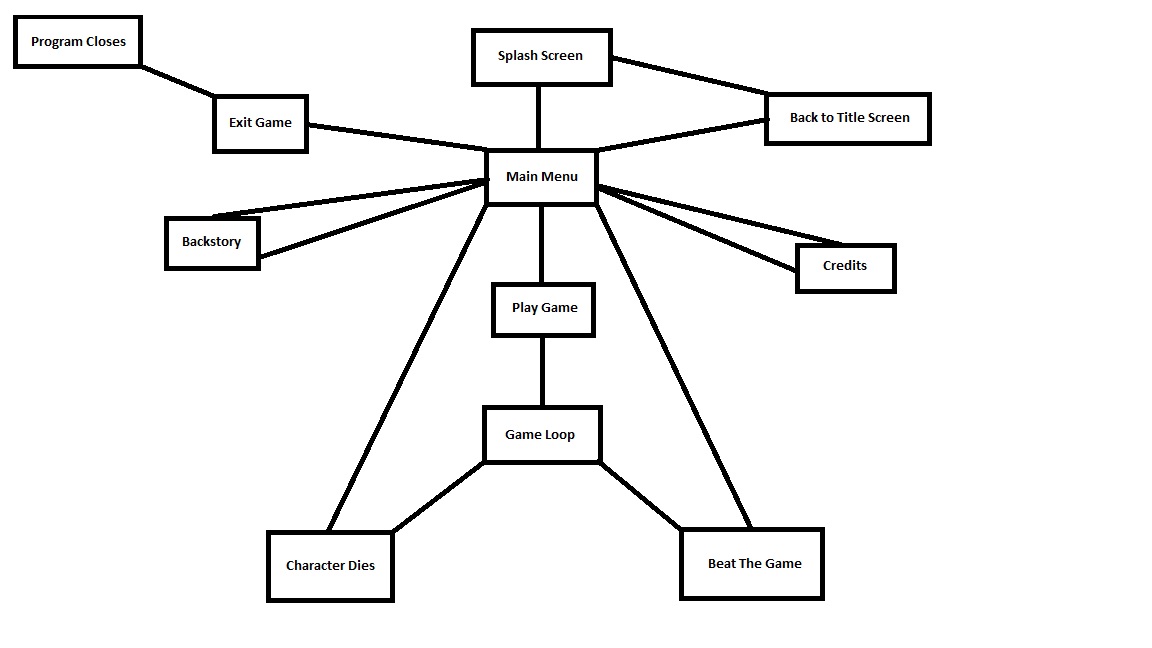 Program Closes
Splash Screen
Back to Title Screen
Exit Game
Main Menu
Backstory
Credits
Play Game
Game Loop
Character Dies
Beat The Game